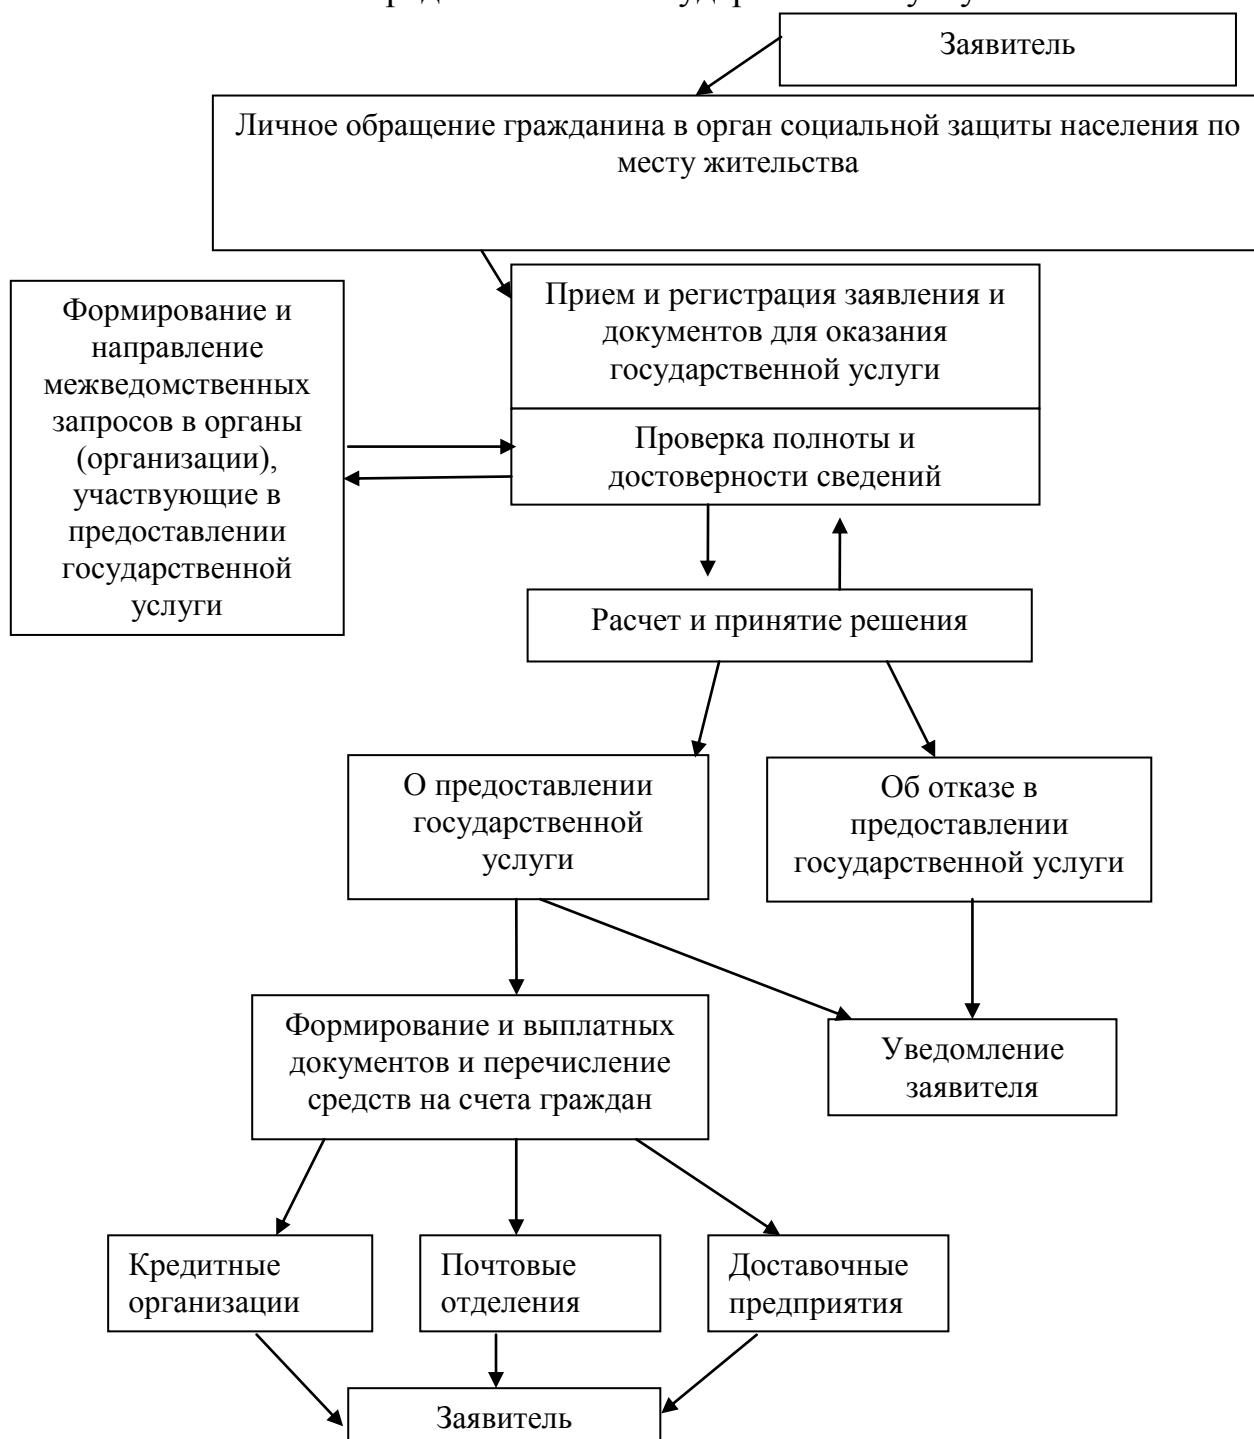 Заявитель
Личное обращение гражданина в орган социальной защиты населения по
месту жительства
Прием и регистрация заявления и
документов для оказания
государственной услуги
Формирование и
направление
межведомственных
запросов в органы
(организации),
участвующие в
предоставлении
государственной
услуги
Проверка полноты и
достоверности сведений
Расчет и принятие решения
О предоставлении
государственной
услуги
Об отказе в
предоставлении
государственной услуги
Формирование и выплатных
документов и перечисление
средств на счета граждан
Уведомление
заявителя
Кредитные
организации
Почтовые
отделения
Доставочные
предприятия
Заявитель